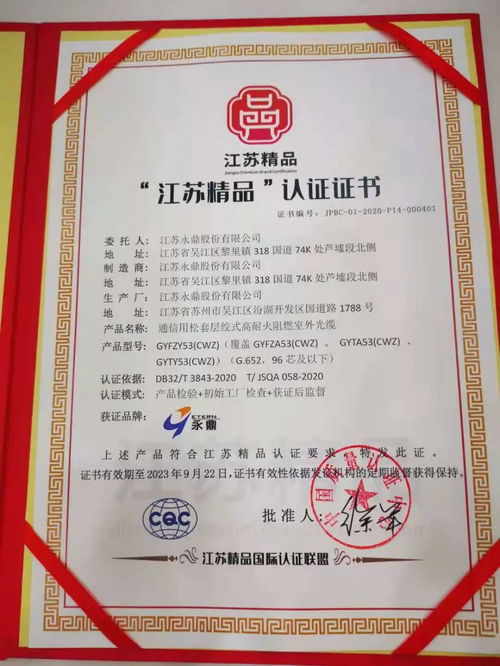 江苏精品
Jiangsu Premium Brand Certification
“江苏精品”认证证书
证书编号：JPBC-01-2020-P14-000401
委托人：江苏永鼎股份有限公司
地　址：江苏省吴江区黎里镇 318 国道 74K 处芦墟段北侧
制造商：江苏永鼎股份有限公司
地　址：江苏省吴江区黎里镇 318 国道 74K 处芦墟段北侧
生产厂：江苏永鼎股份有限公司
地址：江苏省苏州市吴江区汾湖开发区国道路 1788 号
产品名称：通信用松套层绞式高耐火阻燃室外光缆
产品型号：GYFZY53(CWZ)（覆盖 GYFZA53(CWZ) 、 GYTA53(CWZ) 、
GYTY53(CWZ)）（G.652，96 芯及以下）
认证依据：DB32/T 3843-2020　T/ JSQA 058-2020
认证模式：产品检验+初始工厂检查+获证后监督
获证品牌：
ETERN
永鼎
上述产品符合江苏精品认证要求，特发此证。
证书有效期至 2023 年 9 月 22 日，证书有效性依据发证机构的定期监督获得保持。
中国质量认证中心
CQC
批准人：
江苏精品国际认证联盟